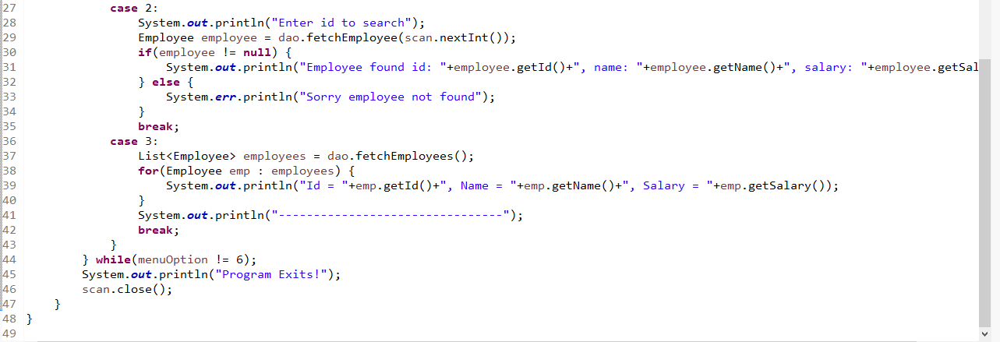 27 case 2:
28 System.out.println("Enter id to search");
29 Employee employee = dao.fetchEmployee(scan.nextInt());
30 if(employee != null) {
31 System.out.println("Employee found id: "+employee.getId()+", name: "+employee.getName()+", salary: "+employee.getSal
32 } else {
33 System.err.println("Sorry employee not found");
34 }
35 break;
36 case 3:
37 List<Employee> employees = dao.fetchEmployees();
38 for(Employee emp : employees) {
39 System.out.println("Id = "+emp.getId()+", Name = "+emp.getName()+", Salary = "+emp.getSalary());
40 }
41 System.out.println("--------------------------------");
42 break;
43 }
44 } while(menuOption != 6);
45 System.out.println("Program Exits!");
46 scan.close();
47 }
48 }
49